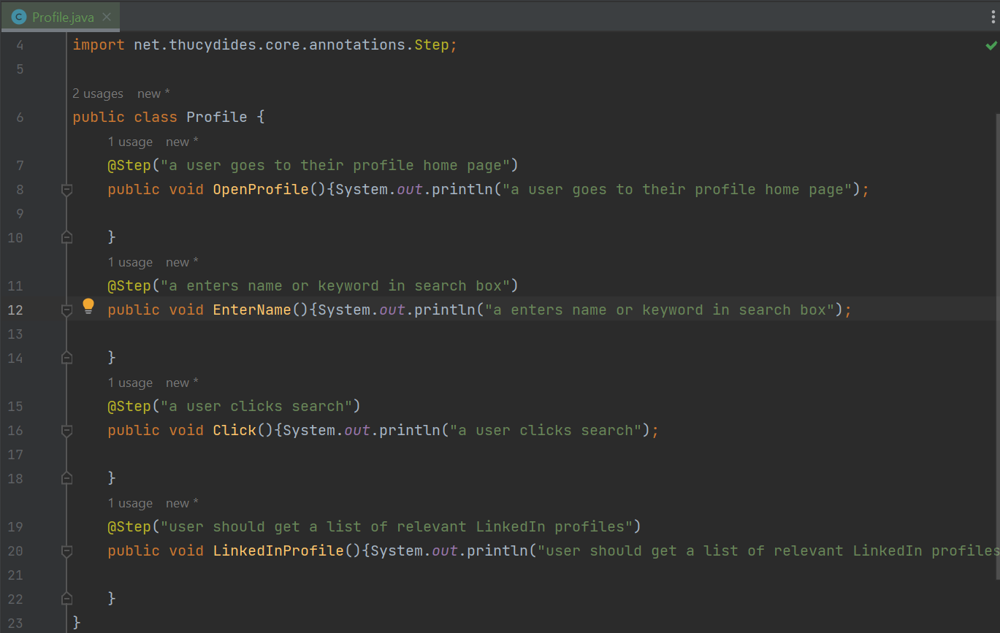 Profile.java
4 import net.thucydides.core.annotations.Step;
5
2 usages new *
6 public class Profile {
1 usage new *
7 @Step("a user goes to their profile home page")
8 public void OpenProfile(){System.out.println("a user goes to their profile home page");
9
10 }
1 usage new *
11 @Step("a enters name or keyword in search box")
12 public void EnterName(){System.out.println("a enters name or keyword in search box");
13
14 }
1 usage new *
15 @Step("a user clicks search")
16 public void Click(){System.out.println("a user clicks search");
17
18 }
1 usage new *
19 @Step("user should get a list of relevant LinkedIn profiles")
20 public void LinkedInProfile(){System.out.println("user should get a list of relevant LinkedIn profiles
21
22 }
23 }